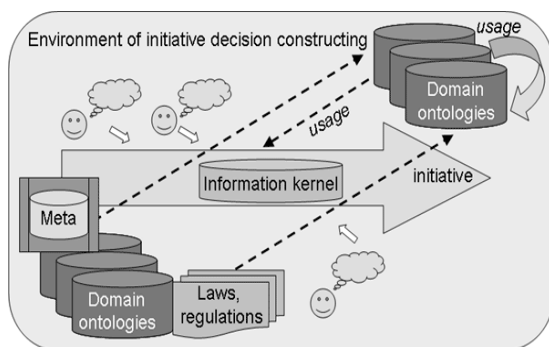 Environment of initiative decision constructing
usage
Domain
ontologies
usage
Information kernel
initiative
Meta
Domain
ontologies
Laws,
regulations